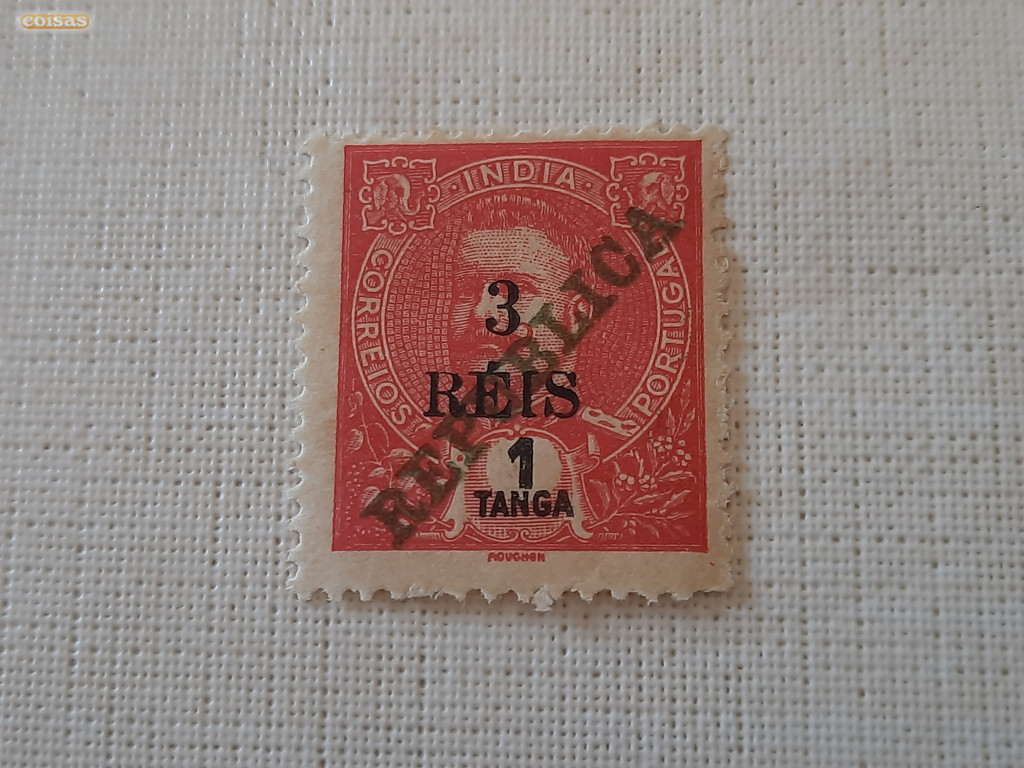 coisas
INDIA
CORREIOS
PORTUGAL
REPUBLICA
3
RÉIS
1
TANGA
MOUCHON